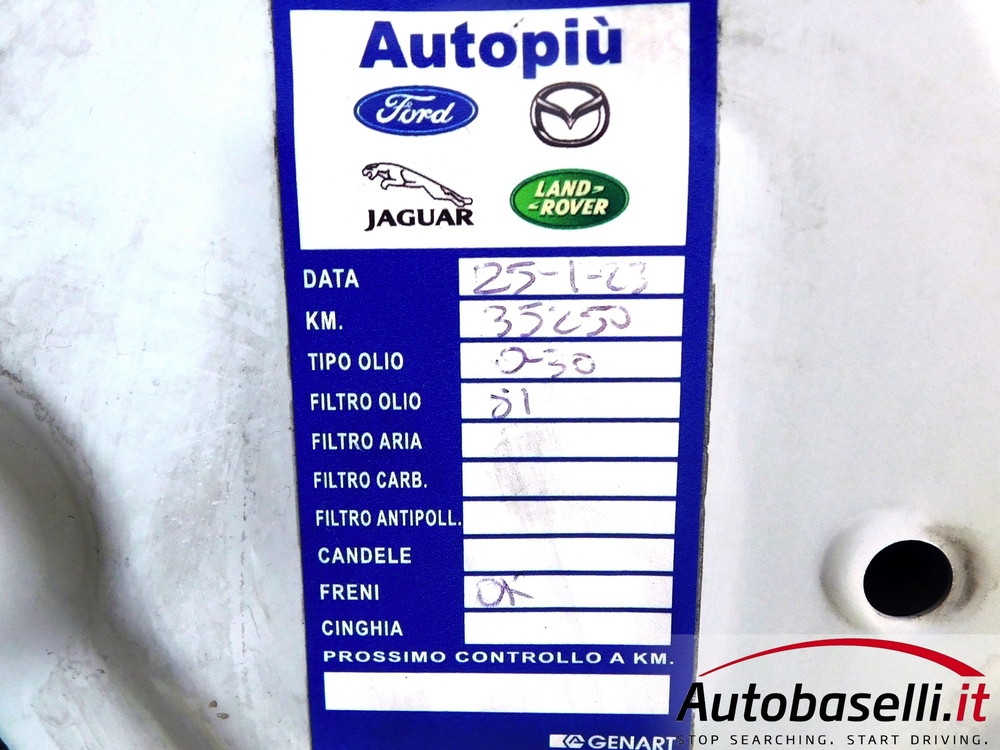 Autopiù
Ford
JAGUAR
LAND-
-ROVER
DATA 25-1-23
KM. 35250
TIPO OLIO 0-30
FILTRO OLIO SI
FILTRO ARIA
FILTRO CARB.
FILTRO ANTIPOLL.
CANDELE
FRENI OK
CINGHIA
PROSSIMO CONTROLLO A KM.
GENART
Autobaselli.it
STOP SEARCHING. START DRIVING.